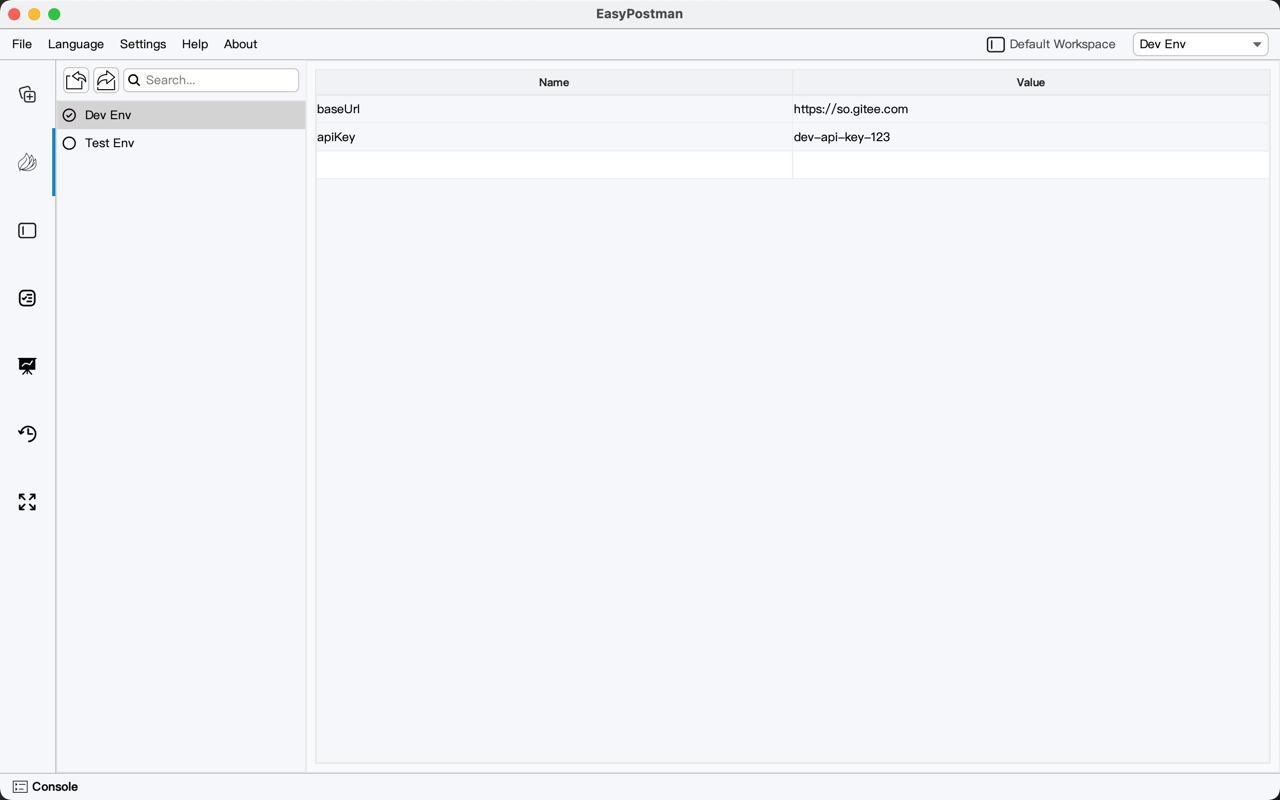 EasyPostman
File Language Settings Help About Default Workspace Dev Env
Search...
Name Value
Dev Env
baseUrl https://so.gitee.com
Test Env
apiKey dev-api-key-123
Console